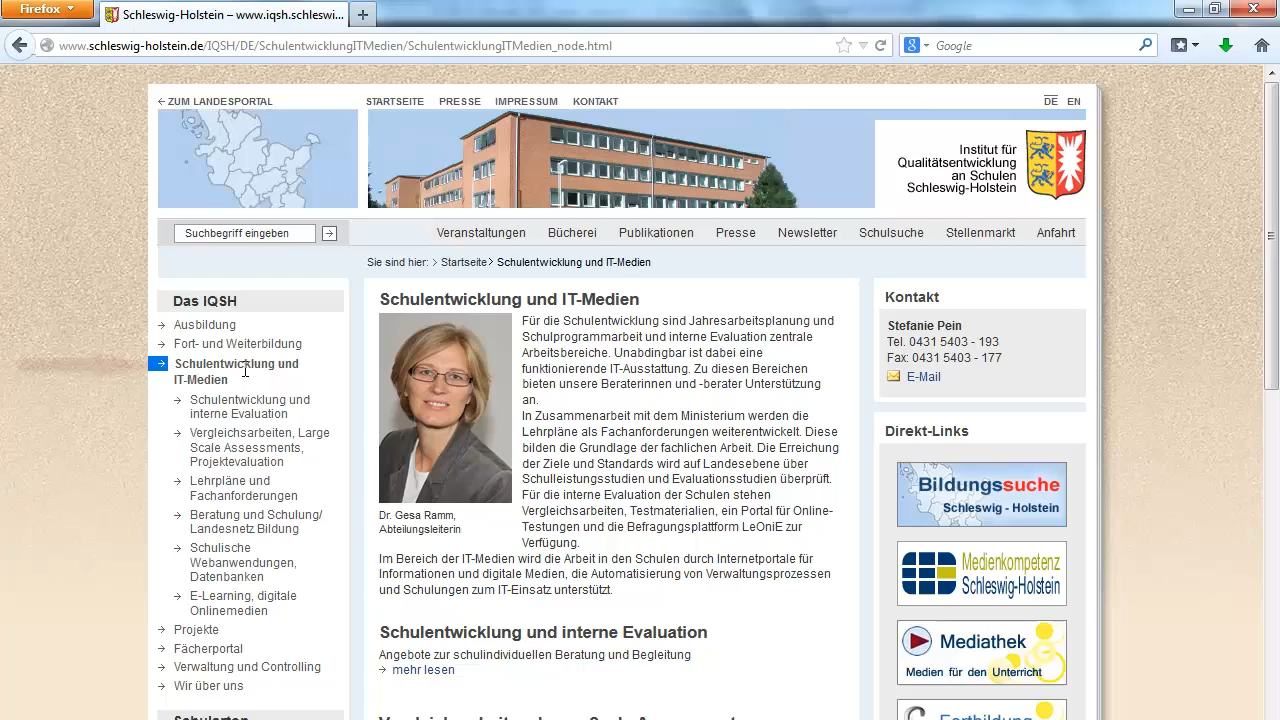 Firefox
Schleswig-Holstein – www.iqsh.schleswi...
www.schleswig-holstein.de/IQSH/DE/SchulentwicklungITMedien/SchulentwicklungITMedien_node.html
Google
ZUM LANDESPORTAL
STARTSEITE PRESSE IMPRESSUM KONTAKT
DE EN
Institut für
Qualitätsentwicklung
an Schulen
Schleswig-Holstein
Suchbegriff eingeben
Veranstaltungen Bücherei Publikationen Presse Newsletter Schulsuche Stellenmarkt Anfahrt
Sie sind hier: > Startseite > Schulentwicklung und IT-Medien
Das IQSH
Ausbildung
Fort- und Weiterbildung
Schulentwicklung und
IT-Medien
Schulentwicklung und
interne Evaluation
Vergleichsarbeiten, Large
Scale Assessments,
Projektevaluation
Lehrpläne und
Fachanforderungen
Beratung und Schulung/
Landesnetz Bildung
Schulische
Webanwendungen,
Datenbanken
E-Learning, digitale
Onlinemedien
Projekte
Fächerportal
Verwaltung und Controlling
Wir über uns
Schularten
Schulentwicklung und IT-Medien
Für die Schulentwicklung sind Jahresarbeitsplanung und
Schulprogrammarbeit und interne Evaluation zentrale
Arbeitsbereiche. Unabdingbar ist dabei eine
funktionierende IT-Ausstattung. Zu diesen Bereichen
bieten unsere Beraterinnen und -berater Unterstützung
an.
In Zusammenarbeit mit dem Ministerium werden die
Lehrpläne als Fachanforderungen weiterentwickelt. Diese
bilden die Grundlage der fachlichen Arbeit. Die Erreichung
der Ziele und Standards wird auf Landesebene über
Schulleistungsstudien und Evaluationsstudien überprüft.
Für die interne Evaluation der Schulen stehen
Vergleichsarbeiten, Testmaterialien, ein Portal für Online-
Testungen und die Befragungsplattform LeOniE zur
Verfügung.
Dr. Gesa Ramm,
Abteilungsleiterin
Im Bereich der IT-Medien wird die Arbeit in den Schulen durch Internetportale für
Informationen und digitale Medien, die Automatisierung von Verwaltungsprozessen
und Schulungen zum IT-Einsatz unterstützt.
Schulentwicklung und interne Evaluation
Angebote zur schulindividuellen Beratung und Begleitung
mehr lesen
Kontakt
Stefanie Pein
Tel. 0431 5403 - 193
Fax: 0431 5403 - 177
E-Mail
Direkt-Links
Bildungssuche
Schleswig - Holstein
Medienkompetenz
Schleswig-Holstein
Mediathek
Medien für den Unterricht
Fortbildung